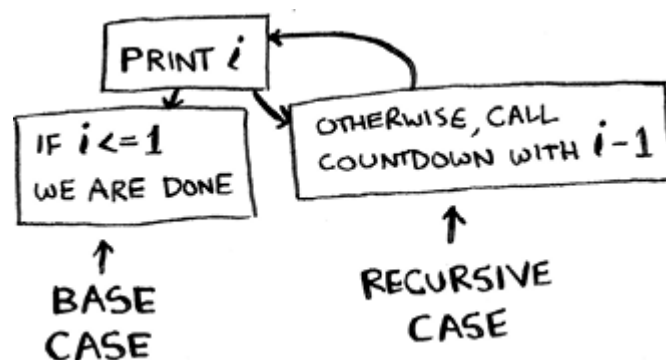 PRINT i
IF i<=1
WE ARE DONE
OTHERWISE, CALL
COUNTDOWN WITH i-1
BASE
CASE
RECURSIVE
CASE